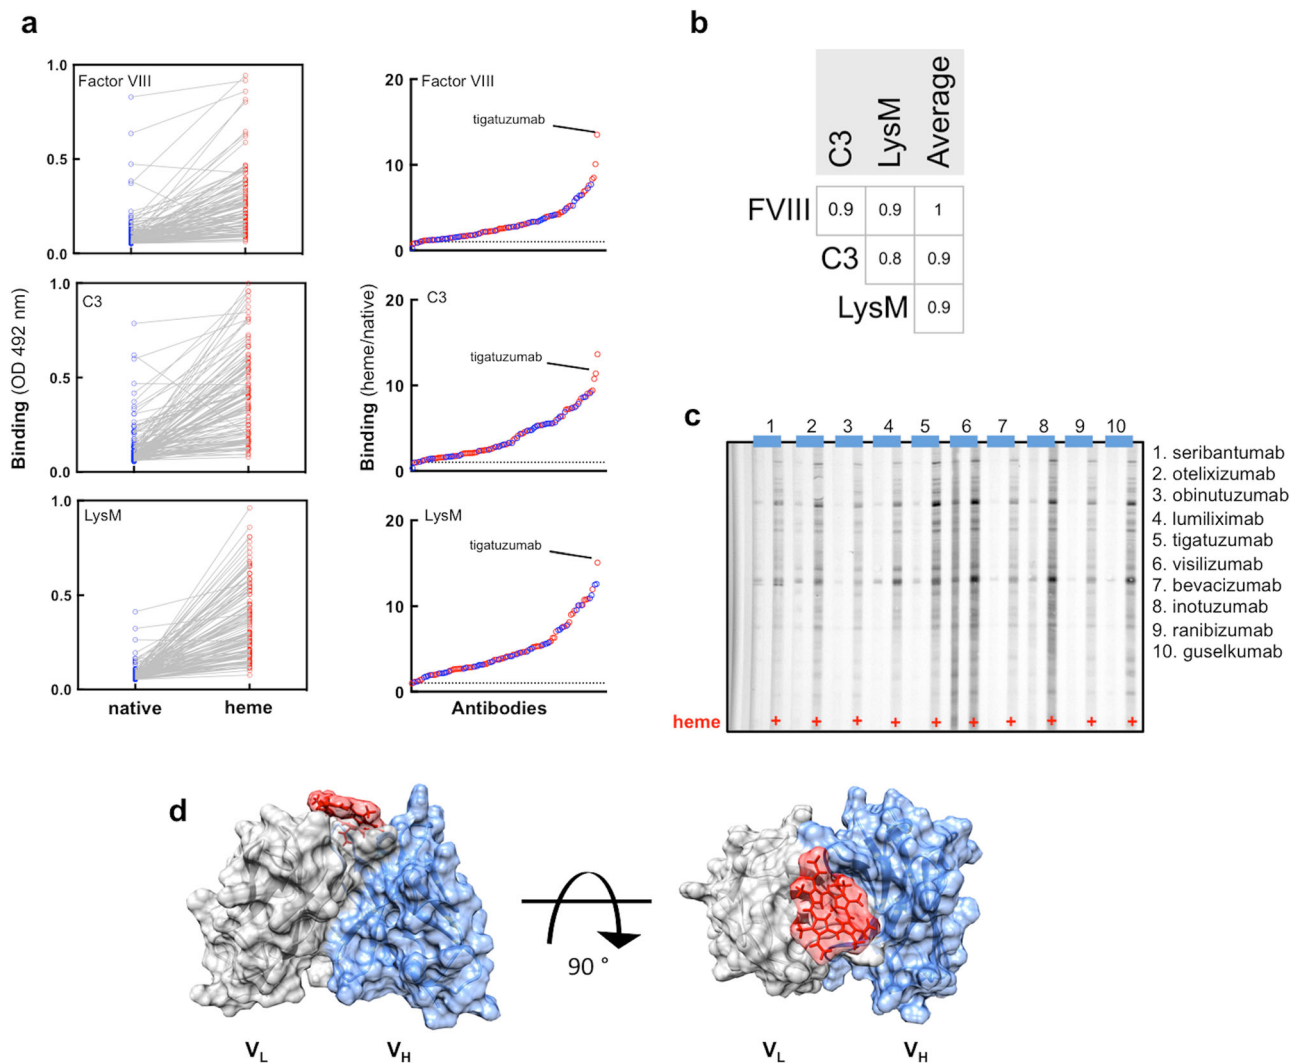 a
Binding (OD 492 nm)
1.0
0.5
0.0
Factor VIII
1.0
0.5
0.0
C3
1.0
0.5
0.0
LysM
native
heme
Binding (heme/native)
20
10
0
Factor VIII
tigatuzumab
20
10
0
C3
tigatuzumab
20
10
0
LysM
tigatuzumab
Antibodies
b
C3
LysM
Average
FVIII
0.9
0.9
1
C3
0.8
0.9
LysM
0.9
c
1
2
3
4
5
6
7
8
9
10
1. seribantumab
2. otelixizumab
3. obinutuzumab
4. lumiliximab
5. tigatuzumab
6. visilizumab
7. bevacizumab
8. inotuzumab
9. ranibizumab
10. guselkumab
heme + + + + + + + + + +
d
90 °
VL
VH
VL
VH